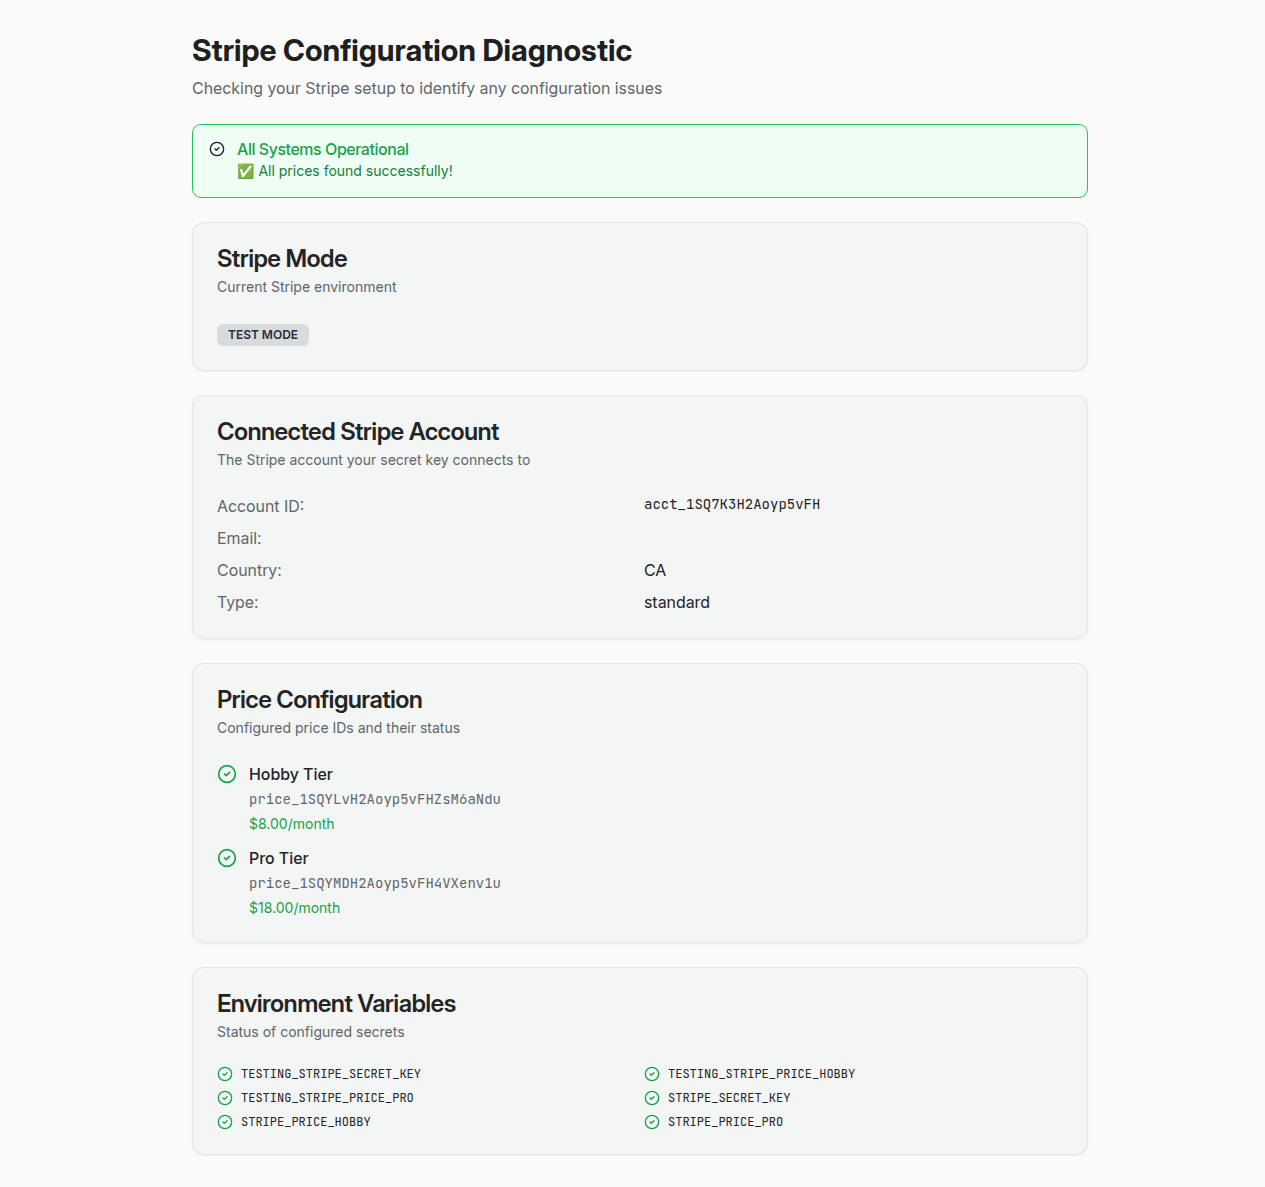 Stripe Configuration Diagnostic
Checking your Stripe setup to identify any configuration issues
All Systems Operational
✅ All prices found successfully!
Stripe Mode
Current Stripe environment
TEST MODE
Connected Stripe Account
The Stripe account your secret key connects to
Account ID: acct_1SQ7K3H2Aoyp5vFH
Email:
Country: CA
Type: standard
Price Configuration
Configured price IDs and their status
Hobby Tier
price_1SQYLvH2Aoyp5vFHZsM6aNdu
$8.00/month
Pro Tier
price_1SQYMDH2Aoyp5vFH4VXenv1u
$18.00/month
Environment Variables
Status of configured secrets
TESTING_STRIPE_SECRET_KEY TESTING_STRIPE_PRICE_HOBBY
TESTING_STRIPE_PRICE_PRO STRIPE_SECRET_KEY
STRIPE_PRICE_HOBBY STRIPE_PRICE_PRO